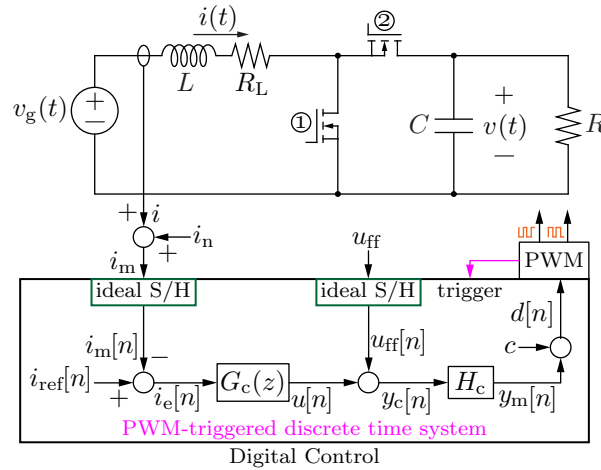 i(t)
②
L
R_L
v_g(t)
+
−
①
C
+
v(t)
−
R
+
i
i_n
+
i_m
u_ff
PWM
ideal S/H
ideal S/H
trigger
d[n]
i_m[n]
u_ff[n]
c
−
i_ref[n]
+
i_e[n]
G_c(z)
u[n]
y_c[n]
H_c
y_m[n]
PWM-triggered discrete time system
Digital Control